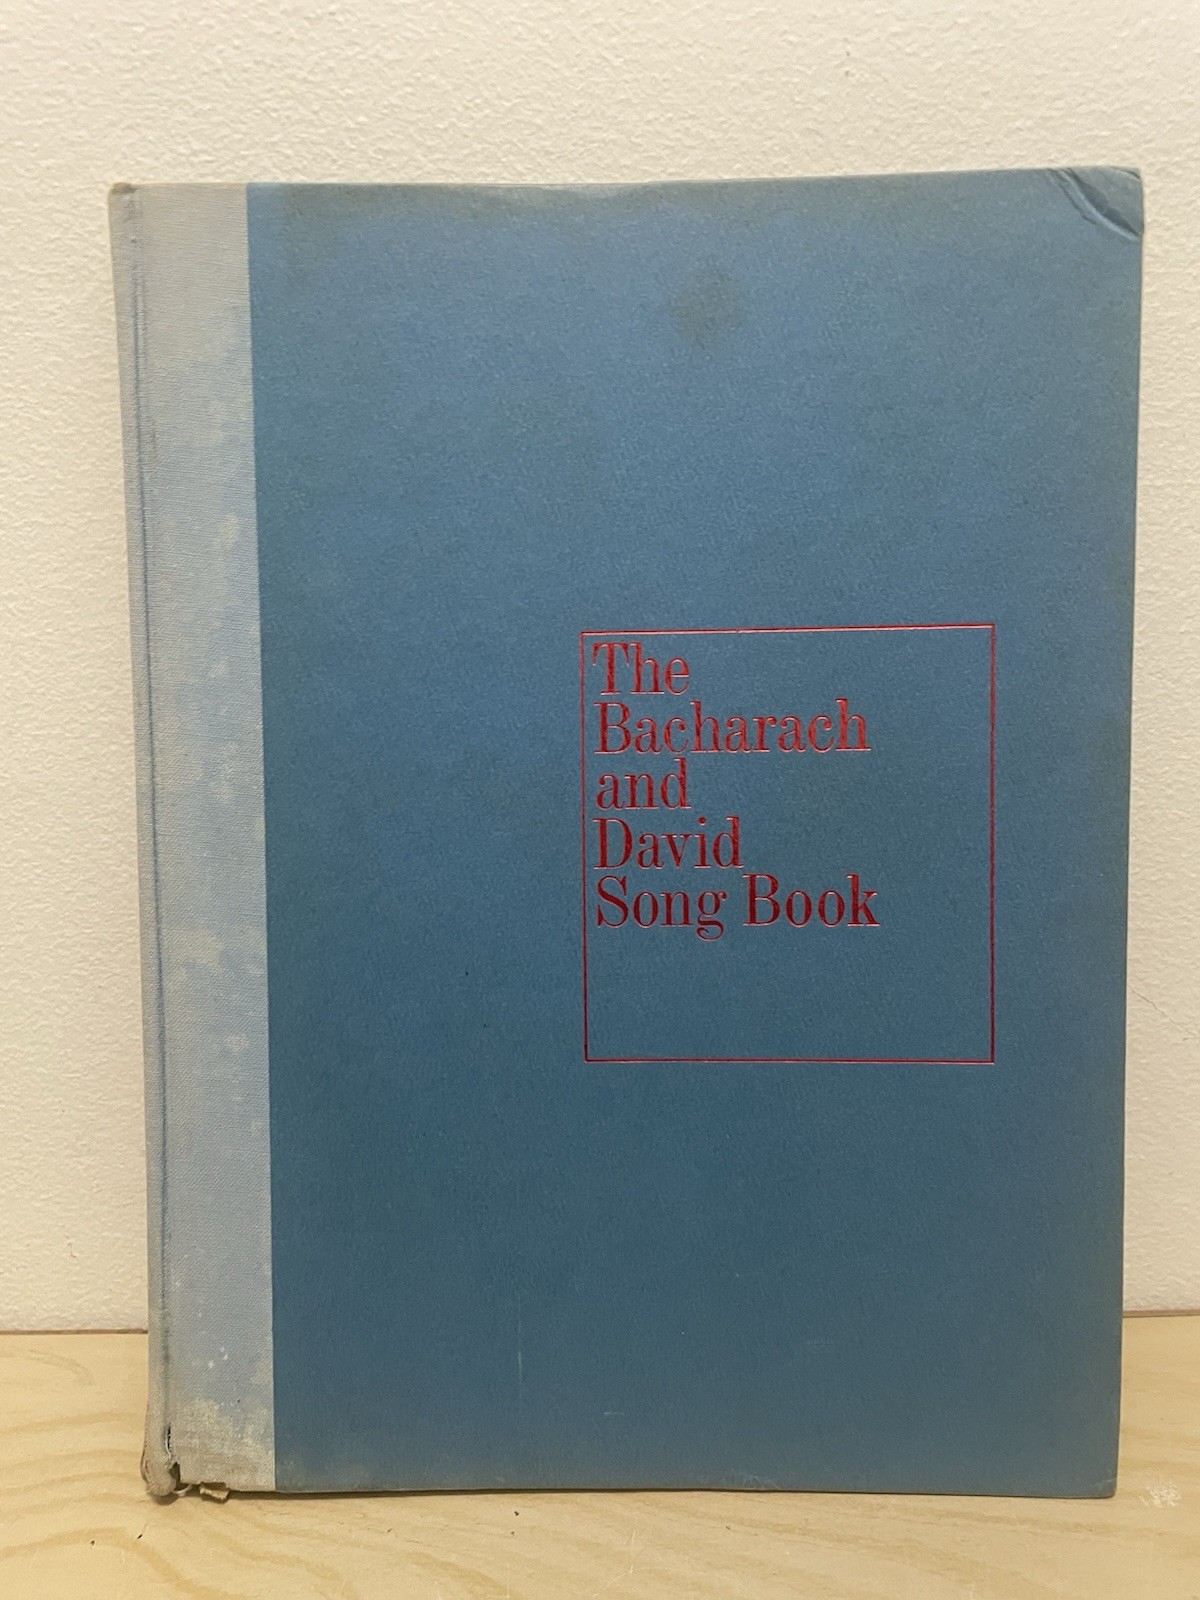 The
Bacharach
and
David
Song Book